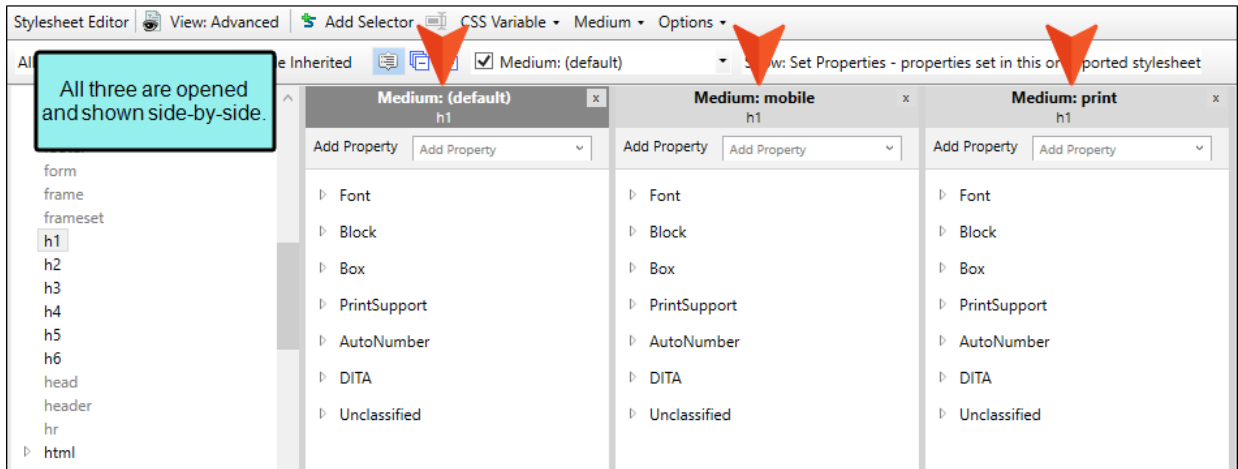 Stylesheet Editor View: Advanced Add Selector CSS Variable Medium Options
Al
e Inherited Medium: (default) Set Properties - properties set in this or stylesheet
All three are opened
and shown side-by-side.
form
frame
frameset
h1
h2
h3
h4
h5
h6
head
header
hr
html
Medium: (default) x
h1
Add Property Add Property
Font
Block
Box
PrintSupport
AutoNumber
DITA
Unclassified
Medium: mobile x
h1
Add Property Add Property
Font
Block
Box
PrintSupport
AutoNumber
DITA
Unclassified
Medium: print x
h1
Add Property Add Property
Font
Block
Box
PrintSupport
AutoNumber
DITA
Unclassified